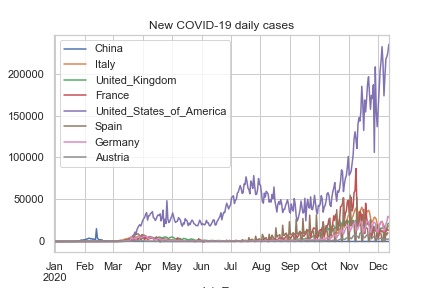 New COVID-19 daily cases
China
Italy
United_Kingdom
France
United_States_of_America
Spain
Germany
Austria
200000
150000
100000
50000
0
Jan Feb Mar Apr May Jun Jul Aug Sep Oct Nov Dec
2020